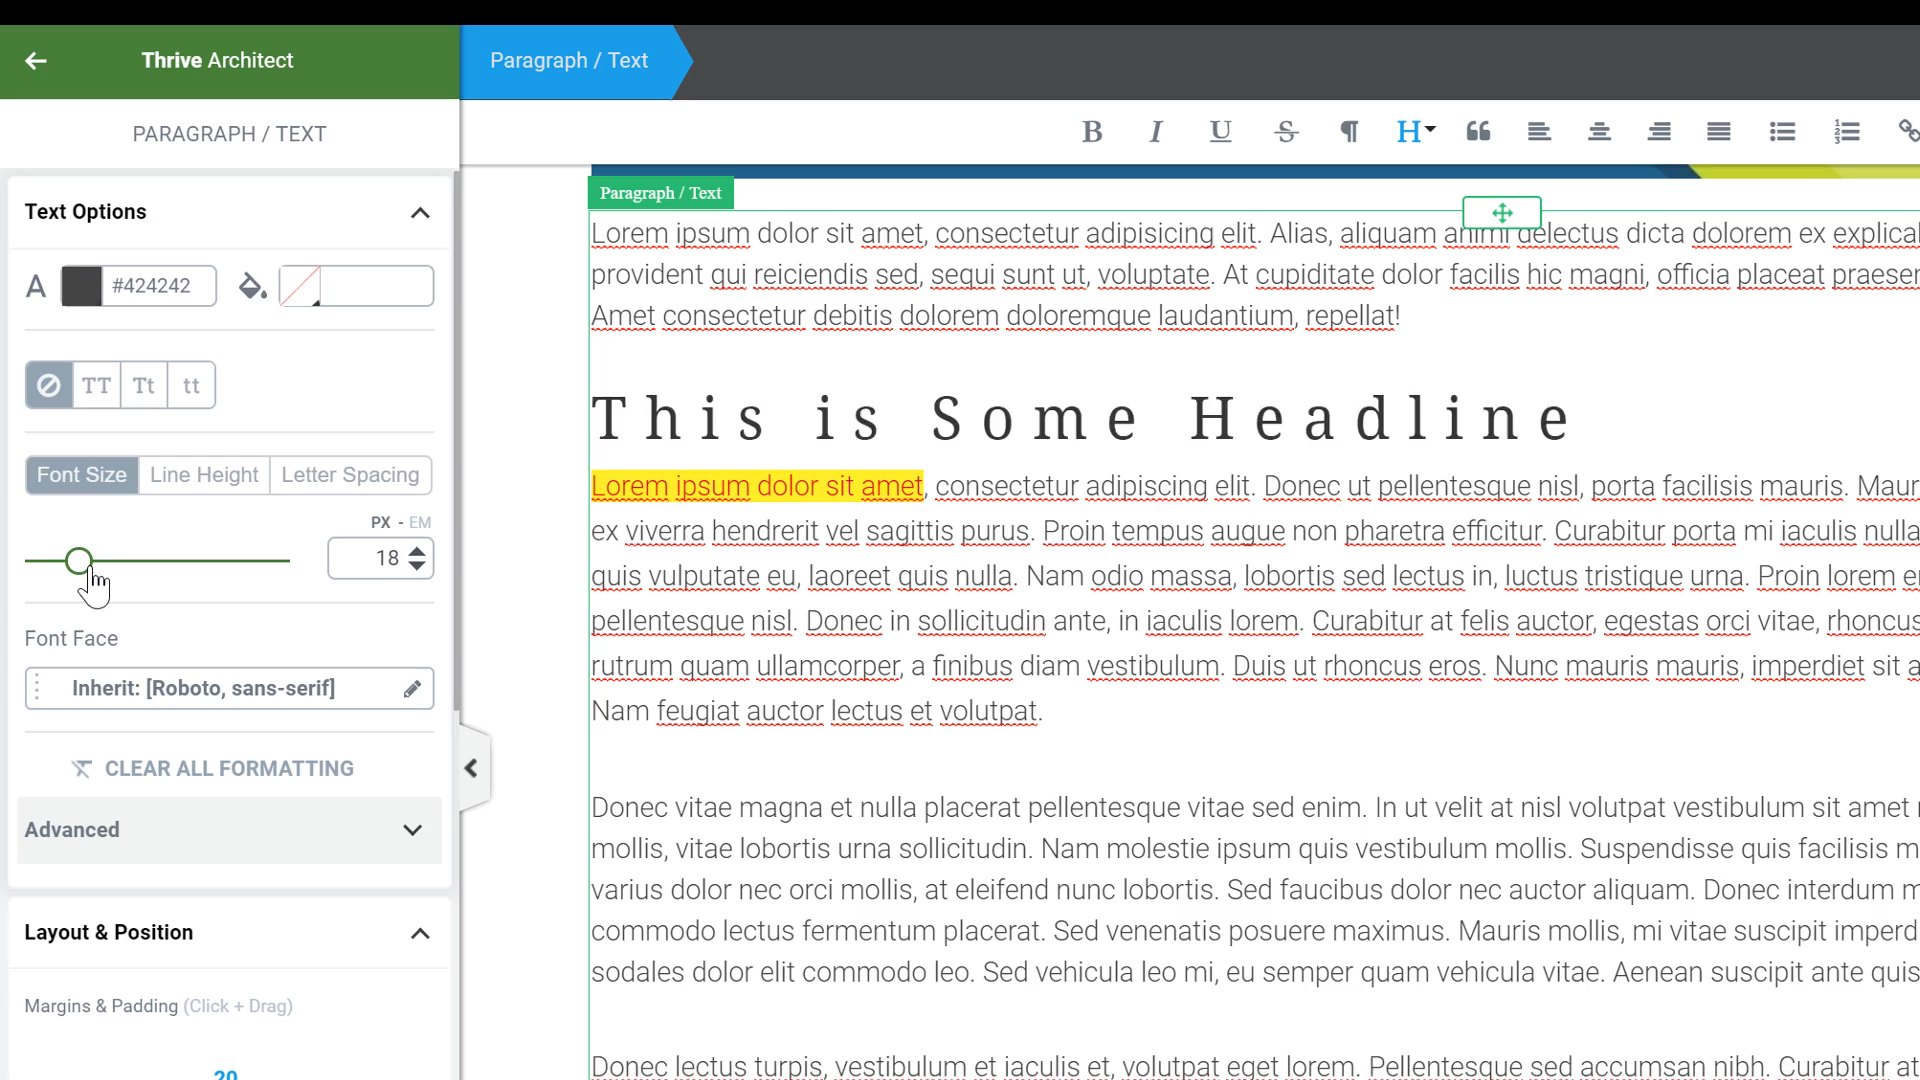 Thrive Architect
Paragraph / Text
PARAGRAPH / TEXT
B I U S ¶ H
Text Options
A #424242
TT Tt tt
Font Size Line Height Letter Spacing
PX - EM
18
Font Face
Inherit: [Roboto, sans-serif]
CLEAR ALL FORMATTING
Advanced
Layout & Position
Margins & Padding (Click + Drag)
20
Paragraph / Text
Lorem ipsum dolor sit amet, consectetur adipisicing elit. Alias, aliquam animi delectus dicta dolorem ex
provident qui reiciendis sed, sequi sunt ut, voluptate. At cupiditate dolor facilis hic magni, officia placeat
Amet consectetur debitis dolorem doloremque laudantium, repellat!
This is Some Headline
Lorem ipsum dolor sit amet, consectetur adipiscing elit. Donec ut pellentesque nisl, porta facilisis mauris.
ex viverra hendrerit vel sagittis purus. Proin tempus augue non pharetra efficitur. Curabitur porta mi iaculis nulla
quis vulputate eu, laoreet quis nulla. Nam odio massa, lobortis sed lectus in, luctus tristique urna. Proin lorem
pellentesque nisl. Donec in sollicitudin ante, in iaculis lorem. Curabitur at felis auctor, egestas orci vitae, rhoncus
rutrum quam ullamcorper, a finibus diam vestibulum. Duis ut rhoncus eros. Nunc mauris mauris, imperdiet sit
Nam feugiat auctor lectus et volutpat.
Donec vitae magna et nulla placerat pellentesque vitae sed enim. In ut velit at nisl volutpat vestibulum sit amet
mollis, vitae lobortis urna sollicitudin. Nam molestie ipsum quis vestibulum mollis. Suspendisse quis facilisis
varius dolor nec orci mollis, at eleifend nunc lobortis. Sed faucibus dolor nec auctor aliquam. Donec interdum
commodo lectus fermentum placerat. Sed venenatis posuere maximus. Mauris mollis, mi vitae suscipit
sodales dolor elit commodo leo. Sed vehicula leo mi, eu semper quam vehicula vitae. Aenean suscipit ante quis
Donec lectus turpis, vestibulum et iaculis et, volutpat eget lorem. Pellentesque sed accumsan nibh. Curabitur at